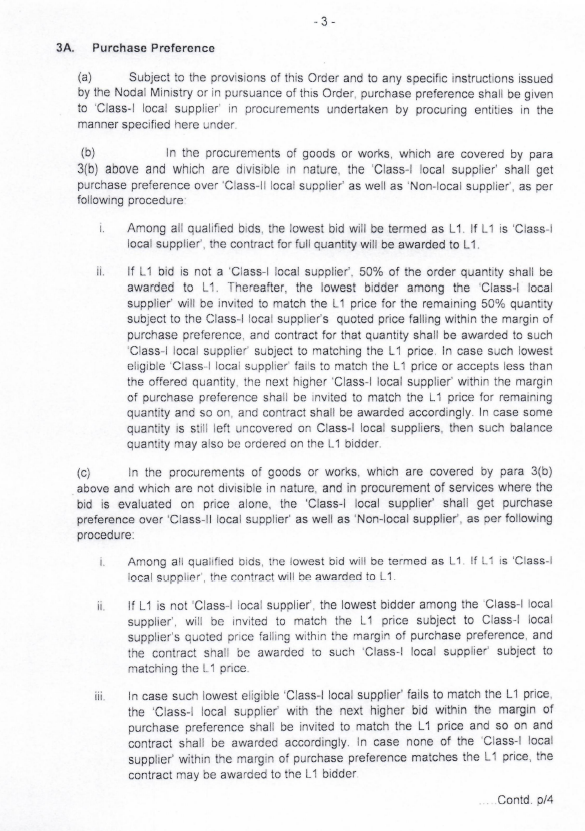 - 3 -
3A. Purchase Preference
(a) Subject to the provisions of this Order and to any specific instructions issued
by the Nodal Ministry or in pursuance of this Order, purchase preference shall be given
to 'Class-I local supplier' in procurements undertaken by procuring entities in the
manner specified here under.
(b) In the procurements of goods or works, which are covered by para
3(b) above and which are divisible in nature, the 'Class-I local supplier' shall get
purchase preference over 'Class-II local supplier' as well as 'Non-local supplier', as per
following procedure:
i. Among all qualified bids, the lowest bid will be termed as L1. If L1 is 'Class-I
local supplier', the contract for full quantity will be awarded to L1.
ii. If L1 bid is not a 'Class-I local supplier', 50% of the order quantity shall be
awarded to L1. Thereafter, the lowest bidder among the 'Class-I local
supplier' will be invited to match the L1 price for the remaining 50% quantity
subject to the Class-I local supplier's quoted price falling within the margin of
purchase preference, and contract for that quantity shall be awarded to such
'Class-I local supplier' subject to matching the L1 price. In case such lowest
eligible 'Class-I local supplier' fails to match the L1 price or accepts less than
the offered quantity, the next higher 'Class-I local supplier' within the margin
of purchase preference shall be invited to match the L1 price for remaining
quantity and so on, and contract shall be awarded accordingly. In case some
quantity is still left uncovered on Class-I local suppliers, then such balance
quantity may also be ordered on the L1 bidder.
(c) In the procurements of goods or works, which are covered by para 3(b)
above and which are not divisible in nature, and in procurement of services where the
bid is evaluated on price alone, the 'Class-I local supplier' shall get purchase
preference over 'Class-II local supplier' as well as 'Non-local supplier', as per following
procedure:
i. Among all qualified bids, the lowest bid will be termed as L1. If L1 is 'Class-I
local supplier', the contract will be awarded to L1.
ii. If L1 is not 'Class-I local supplier', the lowest bidder among the 'Class-I local
supplier', will be invited to match the L1 price subject to Class-I local
supplier's quoted price falling within the margin of purchase preference, and
the contract shall be awarded to such 'Class-I local supplier' subject to
matching the L1 price.
iii. In case such lowest eligible 'Class-I local supplier' fails to match the L1 price,
the 'Class-I local supplier' with the next higher bid within the margin of
purchase preference shall be invited to match the L1 price and so on and
contract shall be awarded accordingly. In case none of the 'Class-I local
supplier' within the margin of purchase preference matches the L1 price, the
contract may be awarded to the L1 bidder.
.....Contd. p/4